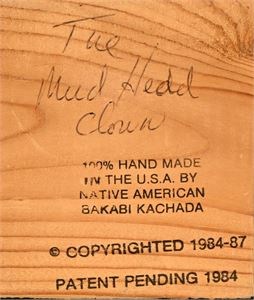 The
Mud Hedd
Clown
100% HAND MADE
IN THE U.S.A. BY
NATIVE AMERICAN
BAKABI KACHADA
© COPYRIGHTED 1984-87
PATENT PENDING 1984